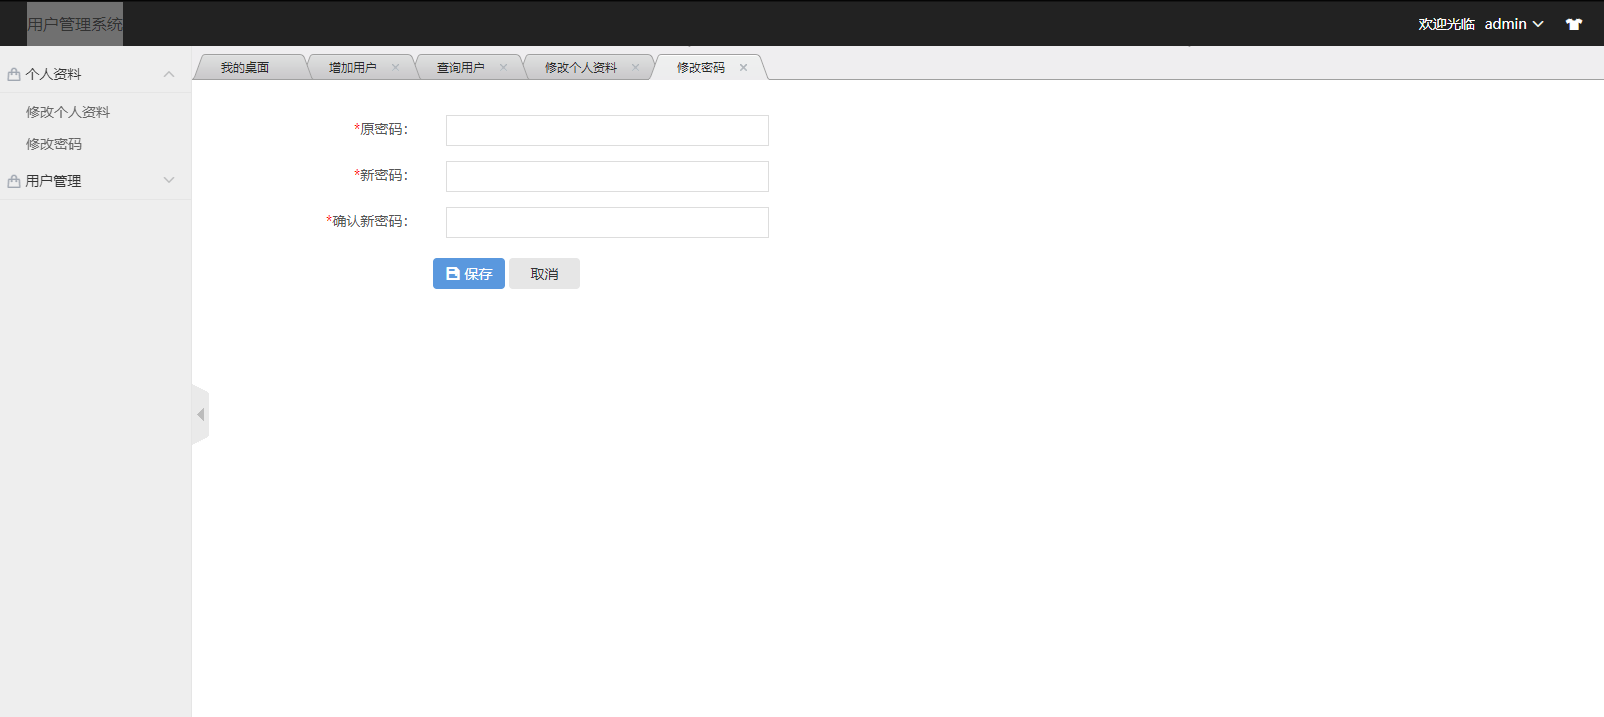 用户管理系统
欢迎光临 admin
个人资料
修改个人资料
修改密码
用户管理
我的桌面 增加用户 查询用户 修改个人资料 修改密码
*原密码：
*新密码：
*确认新密码：
保存 取消